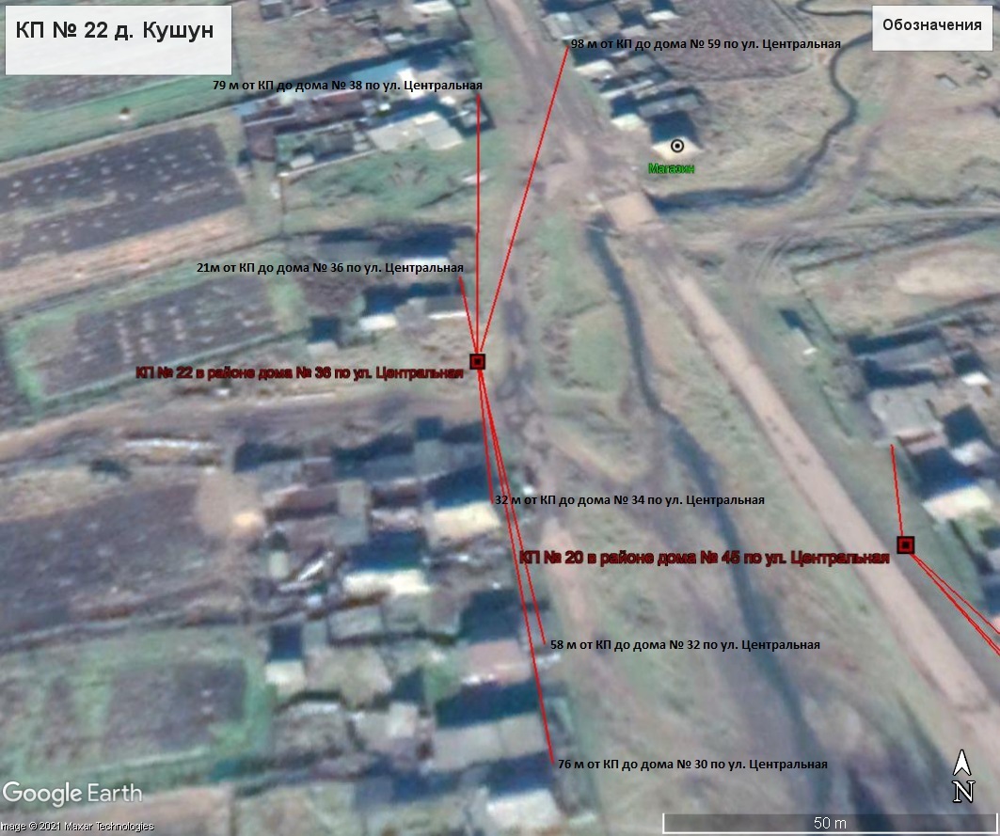 КП № 22 д. Кушун
Обозначения
98 м от КП до дома № 59 по ул. Центральная
79 м от КП до дома № 38 по ул. Центральная
Магазин
21м от КП до дома № 36 по ул. Центральная
КП № 22 в районе дома № 36 по ул. Центральная
32 м от КП до дома № 34 по ул. Центральная
КП № 20 в районе дома № 45 по ул. Центральная
58 м от КП до дома № 32 по ул. Центральная
76 м от КП до дома № 30 по ул. Центральная
N
Google Earth
mage © 2021 Maxar Technologies
50 m